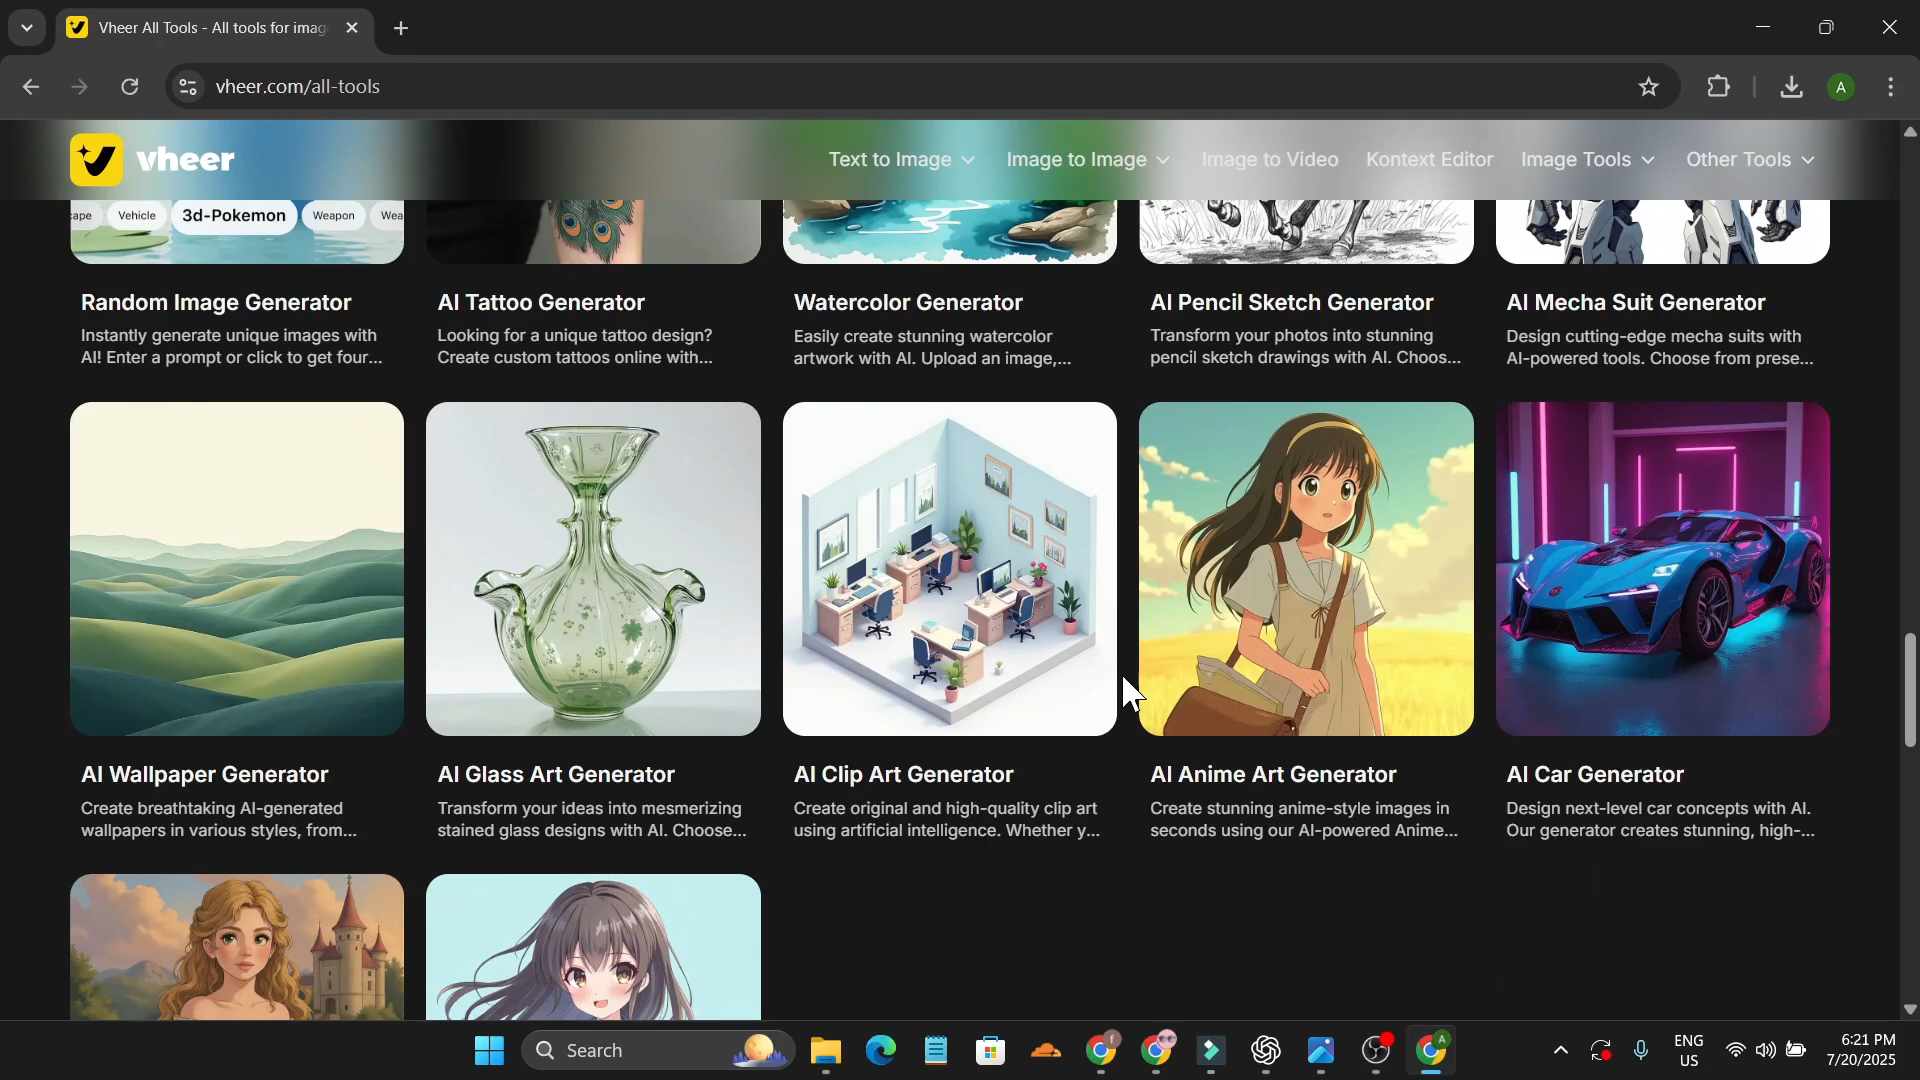 Vheer All Tools - All tools for imag
vheer.com/all-tools
A
vheer
Text to Image
Image to Image
Image to Video
Kontext Editor
Image Tools
Other Tools
Vehicle
3d-Pokemon
Weapon
Random Image Generator
Instantly generate unique images with
AI! Enter a prompt or click to get four...
AI Tattoo Generator
Looking for a unique tattoo design?
Create custom tattoos online with...
Watercolor Generator
Easily create stunning watercolor
artwork with AI. Upload an image,...
AI Pencil Sketch Generator
Transform your photos into stunning
pencil sketch drawings with AI. Choos...
AI Mecha Suit Generator
Design cutting-edge mecha suits with
AI-powered tools. Choose from prese...
AI Wallpaper Generator
Create breathtaking AI-generated
wallpapers in various styles, from...
AI Glass Art Generator
Transform your ideas into mesmerizing
stained glass designs with AI. Choose...
AI Clip Art Generator
Create original and high-quality clip art
using artificial intelligence. Whether y...
AI Anime Art Generator
Create stunning anime-style images in
seconds using our AI-powered Anime...
AI Car Generator
Design next-level car concepts with AI.
Our generator creates stunning, high-...
Search
ENG
US
6:21 PM
7/20/2025